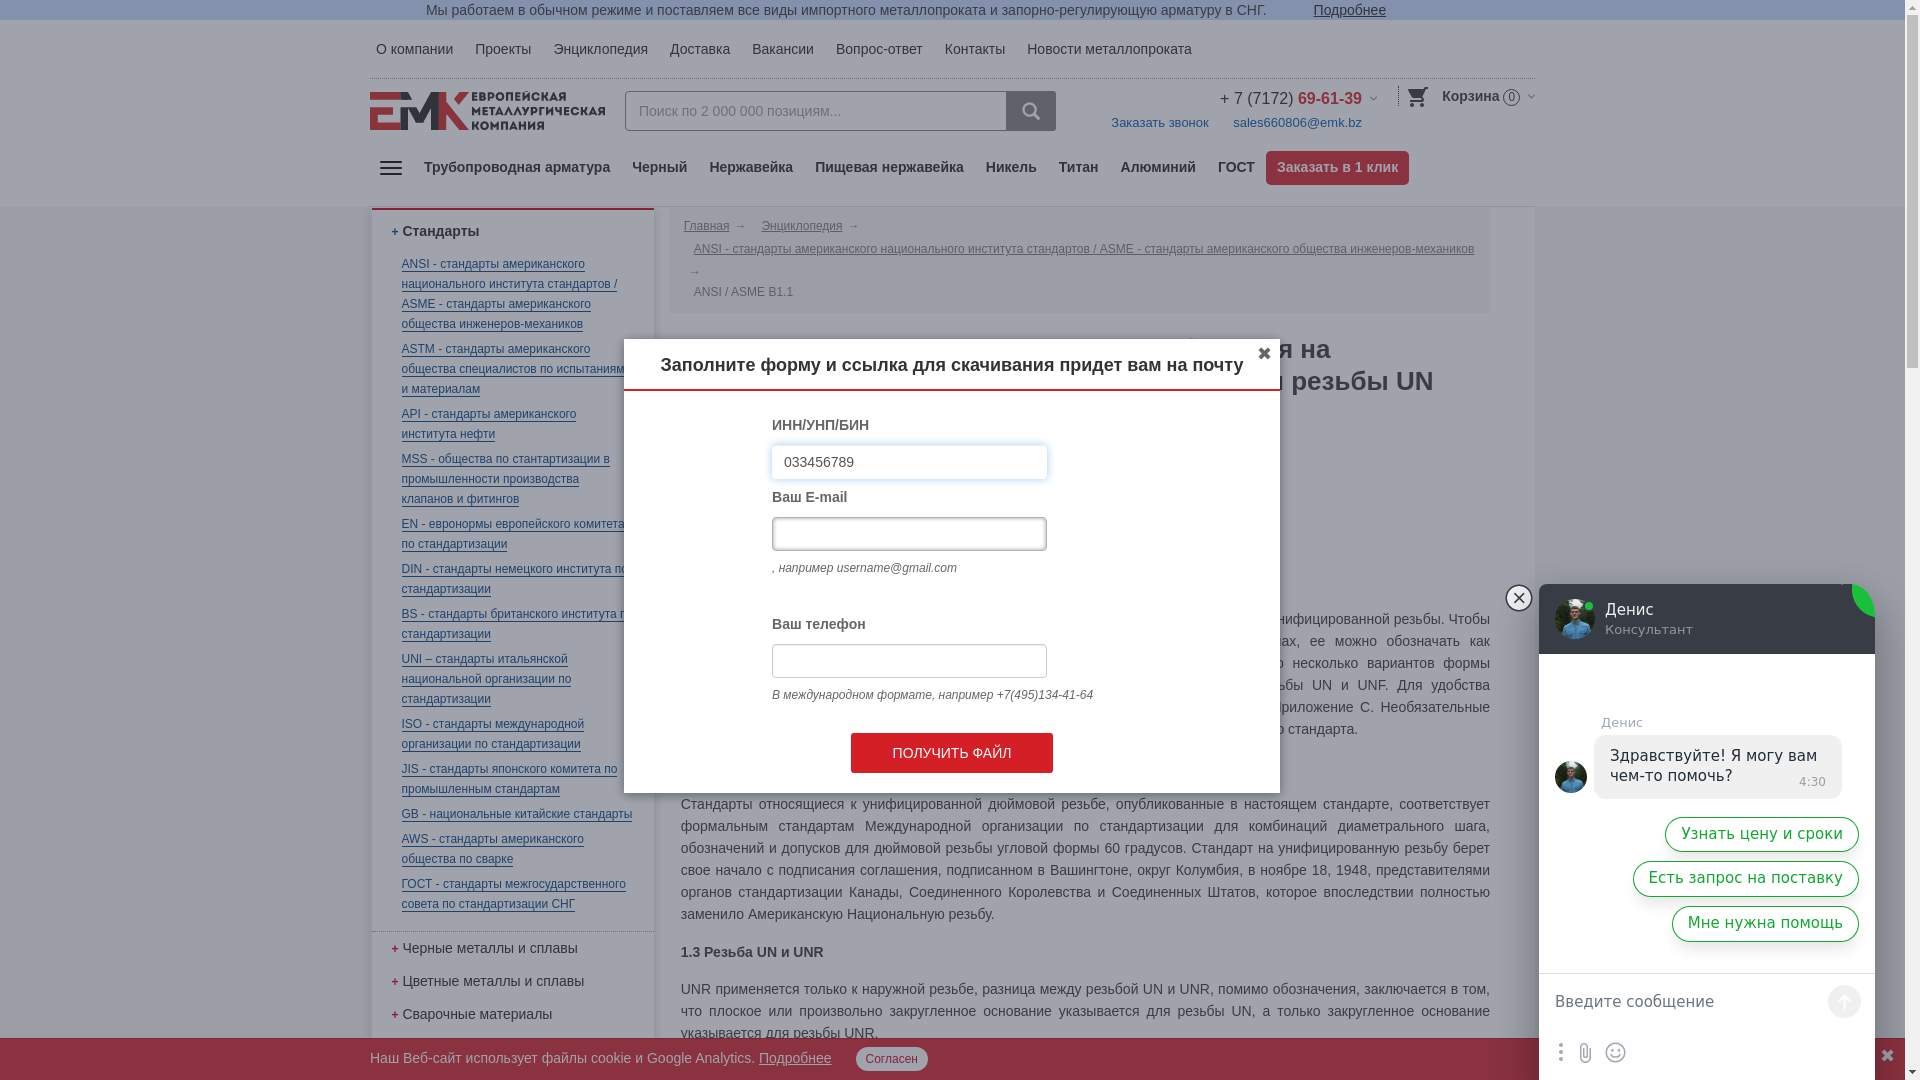 Мы работаем в обычном режиме и поставляем все виды импортного металлопроката и запорно-регулирующую арматуру в СНГ. Подробнее
О компании Проекты Энциклопедия Доставка Вакансии Вопрос-ответ Контакты Новости металлопроката
ЕМК ЕВРОПЕЙСКАЯ
МЕТАЛЛУРГИЧЕСКАЯ
КОМПАНИЯ
Поиск по 2 000 000 позициям...
+ 7 (7172) 69-61-39
Заказать звонок sales660806@emk.bz
Корзина 0
Трубопроводная арматура Черный Нержавейка Пищевая нержавейка Никель Титан Алюминий ГОСТ Заказать в 1 клик
+ Стандарты
ANSI - стандарты американского
национального института стандартов /
ASME - стандарты американского
общества инженеров-механиков
ASTM - стандарты американского
общества специалистов по испытаниям
и материалам
API - стандарты американского
института нефти
MSS - общества по стантартизации в
промышленности производства
клапанов и фитингов
EN - евронормы европейского комитета
по стандартизации
DIN - стандарты немецкого института по
стандартизации
BS - стандарты британского института
стандартизации
UNI – стандарты итальянской
национальной организации по
стандартизации
ISO - стандарты международной
организации по стандартизации
JIS - стандарты японского комитета по
промышленным стандартам
GB - национальные китайские стандарты
AWS - стандарты американского
общества по сварке
ГОСТ - стандарты межгосударственного
совета по стандартизации СНГ
+ Черные металлы и сплавы
+ Цветные металлы и сплавы
+ Сварочные материалы
Главная → Энциклопедия →
ANSI - стандарты американского национального института стандартов / ASME - стандарты американского общества инженеров-механиков
→
ANSI / ASME B1.1
на
резьбы UN
Заполните форму и ссылка для скачивания придет вам на почту
✖
ИНН/УНП/БИН
033456789
Ваш E-mail
, например username@gmail.com
Ваш телефон
В международном формате, например +7(495)134-41-64
ПОЛУЧИТЬ ФАЙЛ
унифицированной резьбы. Чтобы
ее можно обозначать как
несколько вариантов формы
UN и UNF. Для удобства
Приложение С. Необязательные
стандарта.
Стандарты относящиеся к унифицированной дюймовой резьбе, опубликованные в настоящем стандарте, соответствует
формальным стандартам Международной организации по стандартизации для комбинаций диаметрального шага,
обозначений и допусков для дюймовой резьбы угловой формы 60 градусов. Стандарт на унифицированную резьбу берет
свое начало с подписания соглашения, подписанном в Вашингтоне, округ Колумбия, в ноябре 18, 1948, представителями
органов стандартизации Канады, Соединенного Королевства и Соединенных Штатов, которое впоследствии полностью
заменило Американскую Национальную резьбу.
1.3 Резьба UN и UNR
UNR применяется только к наружной резьбе, разница между резьбой UN и UNR, помимо обозначения, заключается в том,
что плоское или произвольно закругленное основание указывается для резьбы UN, а только закругленное основание
указывается для резьбы UNR.
Денис
Консультант
Денис
Здравствуйте! Я могу вам
чем-то помочь?
4:30
Узнать цену и сроки
Есть запрос на поставку
Мне нужна помощь
Введите сообщение
Наш Веб-сайт использует файлы cookie и Google Analytics. Подробнее Согласен ✖